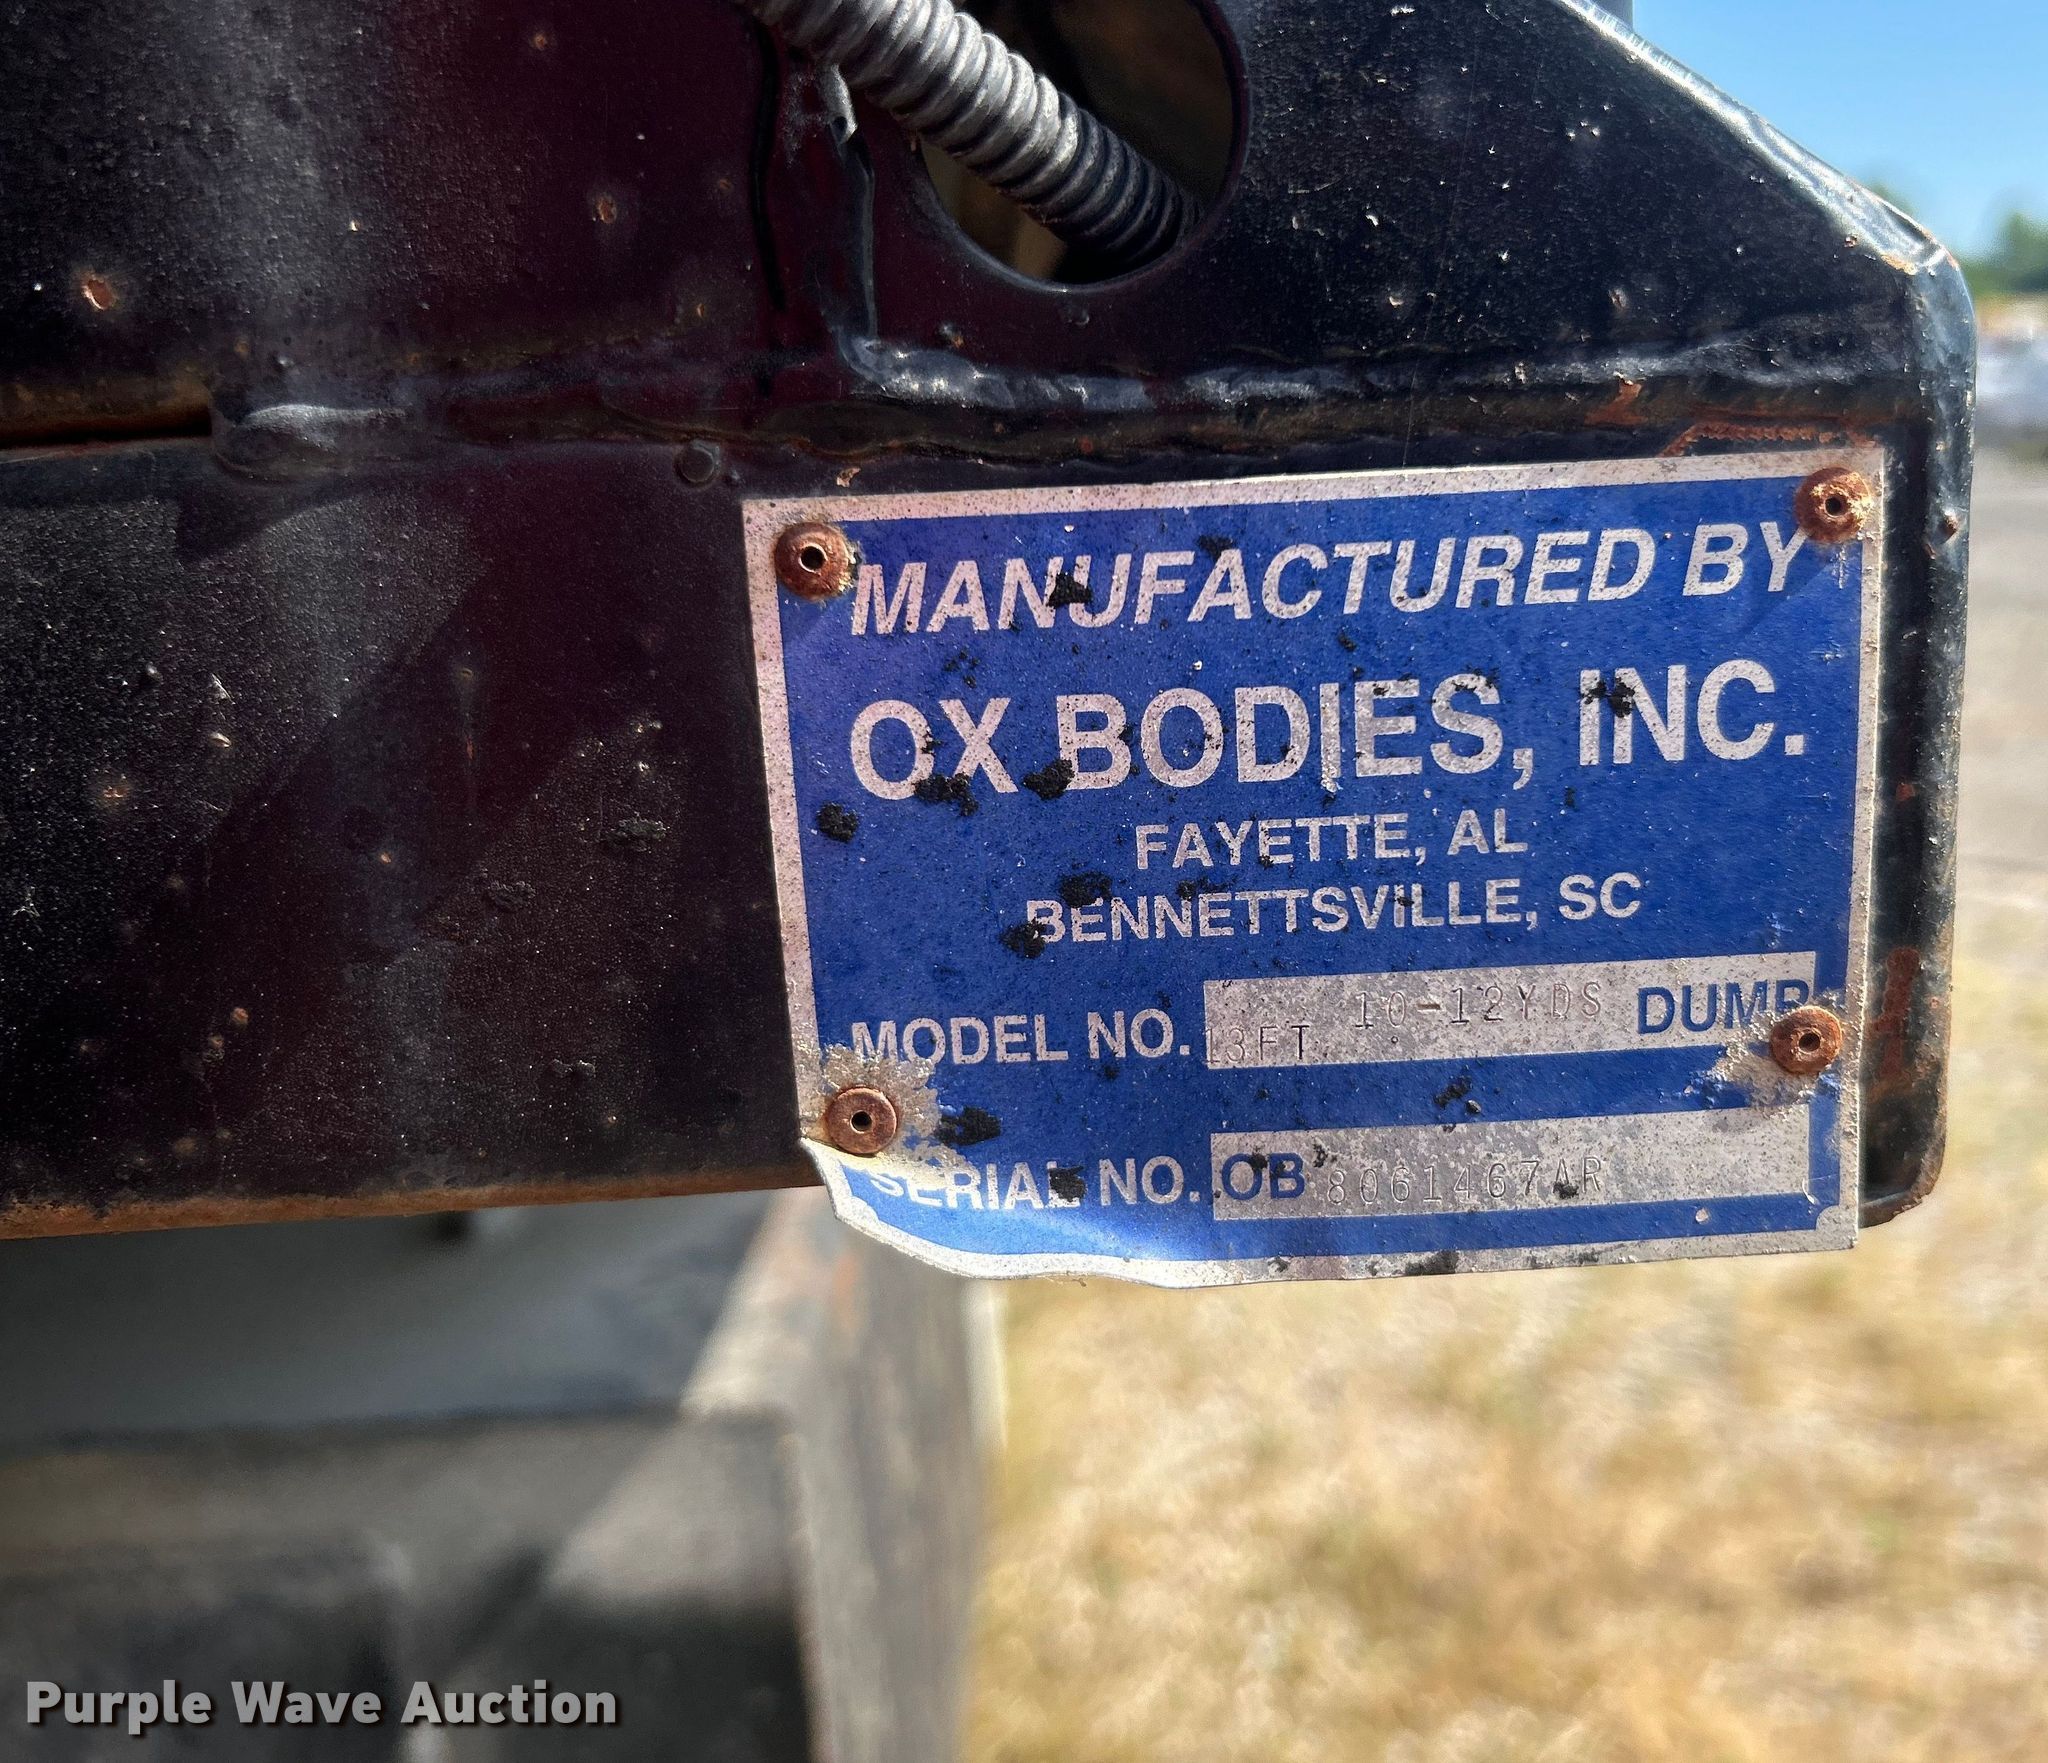 MANUFACTURED BY
OX BODIES, INC.
FAYETTE, AL
BENNETTSVILLE, SC
MODEL NO. 13FT 10-12YDS DUMP
SERIAL NO. OB 8061467AR
Purple Wave Auction